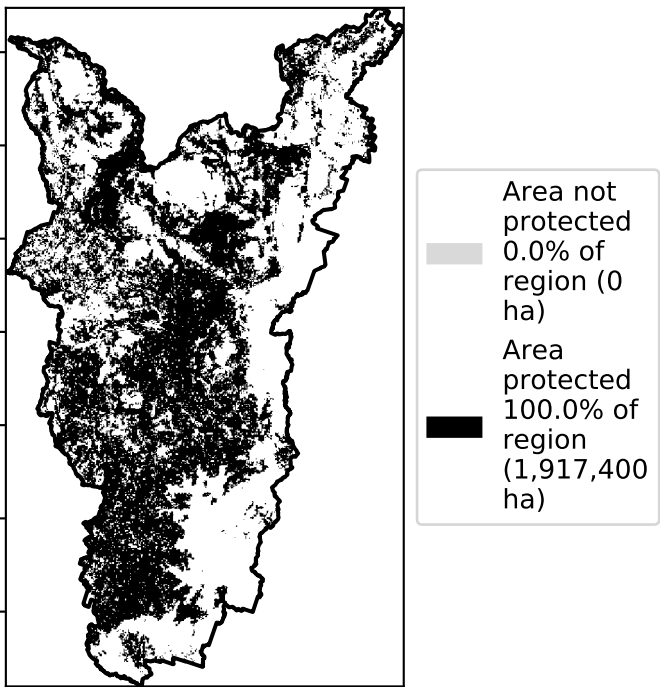 Area not
protected
0.0% of
region (0
ha)
Area
protected
100.0% of
region
(1,917,400
ha)